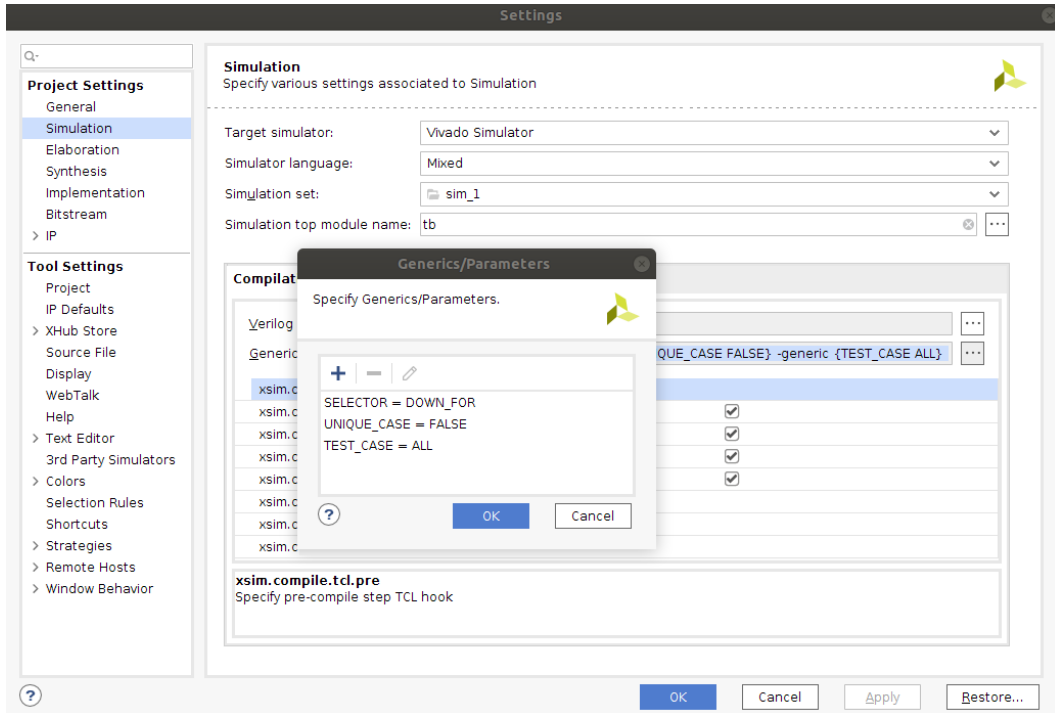 Settings
Q-
Project Settings
General
Simulation
Elaboration
Synthesis
Implementation
Bitstream
> IP
Tool Settings
Project
IP Defaults
> XHub Store
Source File
Display
WebTalk
Help
> Text Editor
3rd Party Simulators
> Colors
Selection Rules
Shortcuts
> Strategies
> Remote Hosts
> Window Behavior
Simulation
Specify various settings associated to Simulation
Target simulator: Vivado Simulator
Simulator language: Mixed
Simulation set: sim_1
Simulation top module name: tb ...
Compilat
Verilog ...
Generic QUE_CASE FALSE} -generic {TEST_CASE ALL} ...
xsim.c
xsim.c
xsim.c
xsim.c
xsim.c
xsim.c
xsim.c
xsim.c
Generics/Parameters
Specify Generics/Parameters.
SELECTOR = DOWN_FOR
UNIQUE_CASE = FALSE
TEST_CASE = ALL
? OK Cancel
xsim.compile.tcl.pre
Specify pre-compile step TCL hook
? OK Cancel Apply Restore...